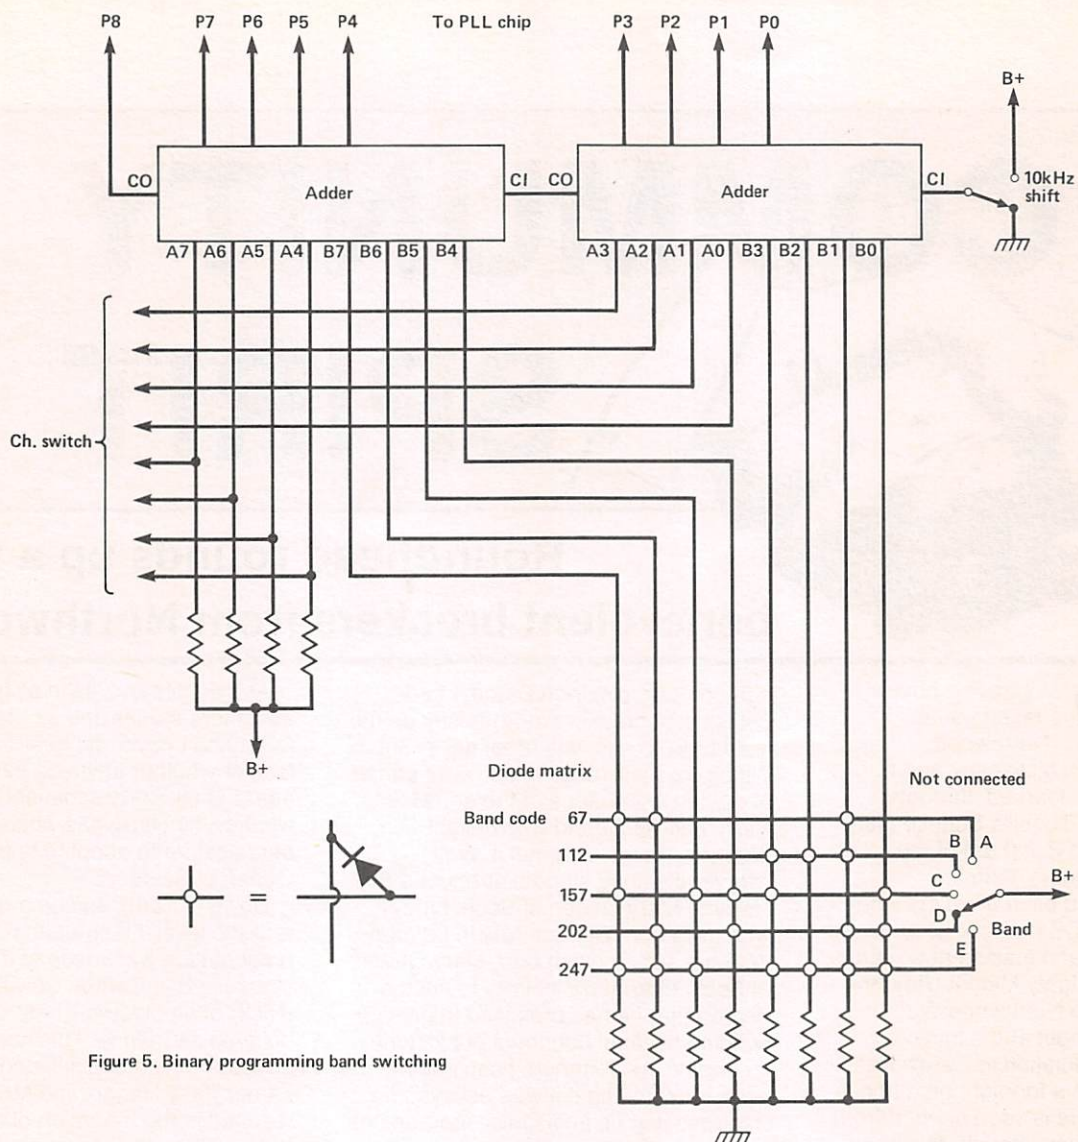 P8 P7 P6 P5 P4 To PLL chip P3 P2 P1 P0
B+
CO Adder CI CO Adder CI 10kHz
shift
A7 A6 A5 A4 B7 B6 B5 B4 A3 A2 A1 A0 B3 B2 B1 B0
Ch. switch
B+
Diode matrix
Not connected
Band code 67
B A
112
C B+
157
D
202 E Band
247
=
Figure 5. Binary programming band switching